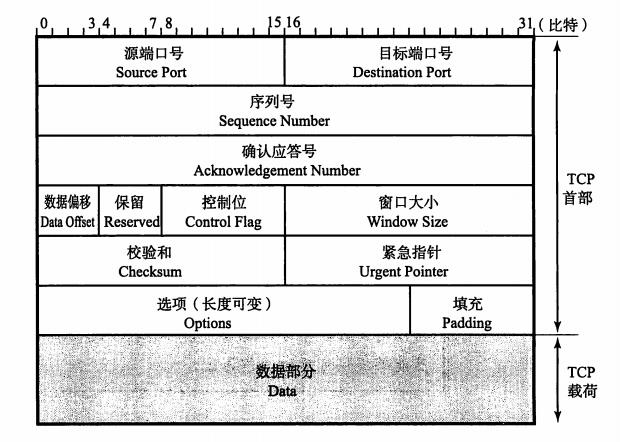 0 3 4 7 8 15 16 31 (比特)
源端口号 目标端口号
Source Port Destination Port
序列号
Sequence Number
确认应答号
Acknowledgement Number
数据偏移 保留 控制位 窗口大小
Data Offset Reserved Control Flag Window Size
TCP
首部
校验和 紧急指针
Checksum Urgent Pointer
选项（长度可变） 填充
Options Padding
数据部分
Data
TCP
载荷